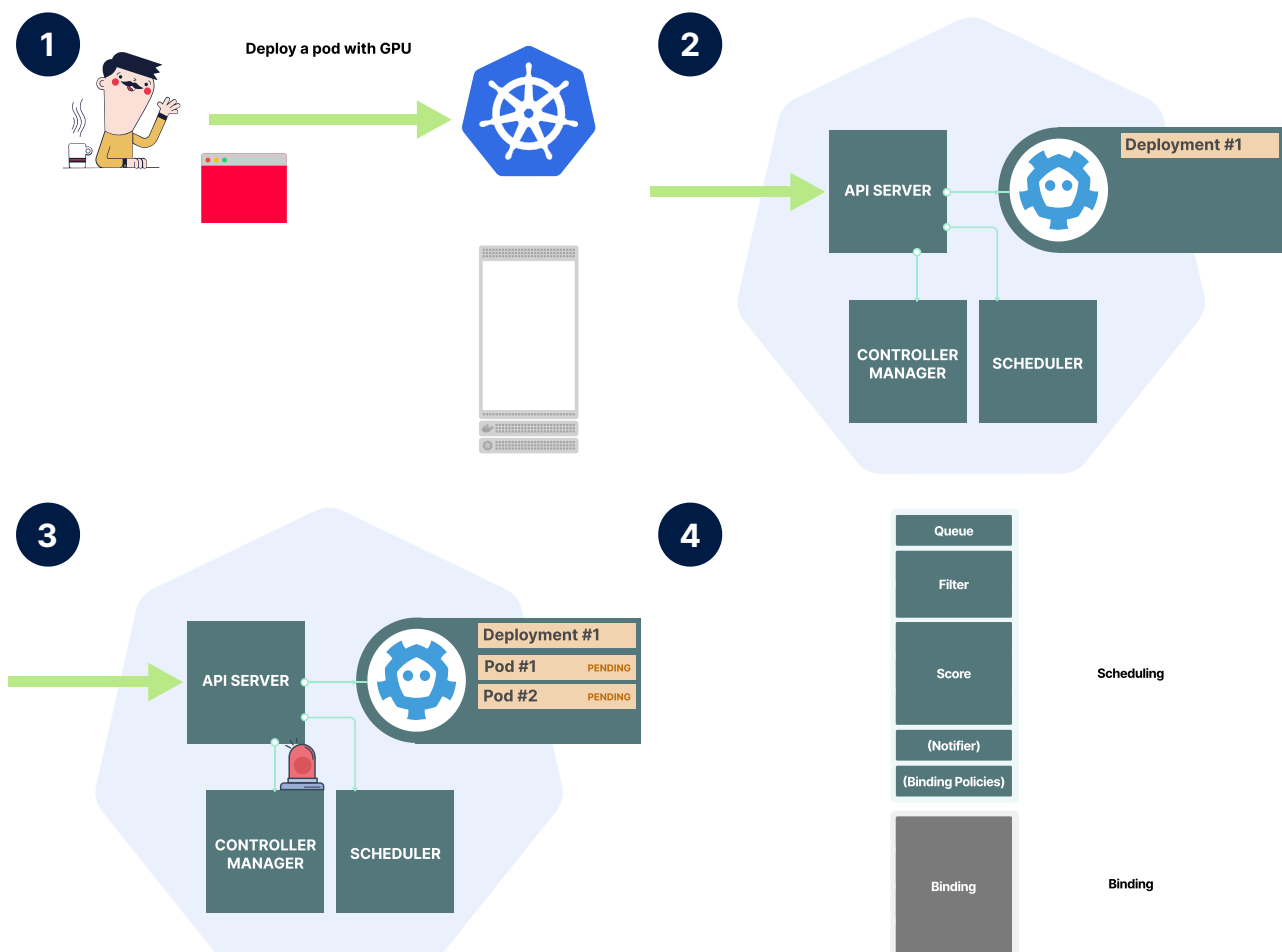 1
Deploy a pod with GPU
2
API SERVER
Deployment #1
CONTROLLER
MANAGER
SCHEDULER
3
API SERVER
Deployment #1
Pod #1 PENDING
Pod #2 PENDING
CONTROLLER
MANAGER
SCHEDULER
4
Queue
Filter
Score
(Notifier)
(Binding Policies)
Scheduling
Binding
Binding